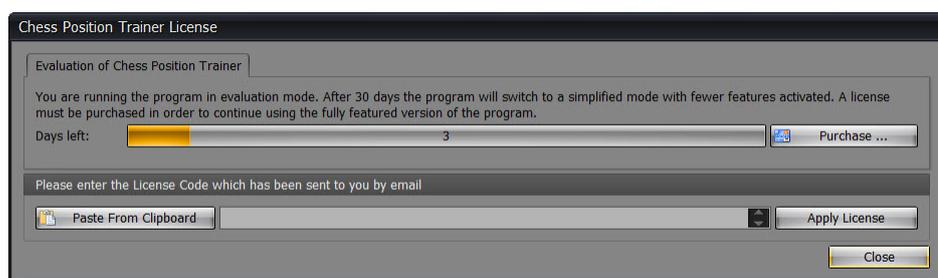 Chess Position Trainer License
Evaluation of Chess Position Trainer
You are running the program in evaluation mode. After 30 days the program will switch to a simplified mode with fewer features activated. A license
must be purchased in order to continue using the fully featured version of the program.
Days left: 3 Purchase ...
Please enter the License Code which has been sent to you by email
Paste From Clipboard Apply License
Close